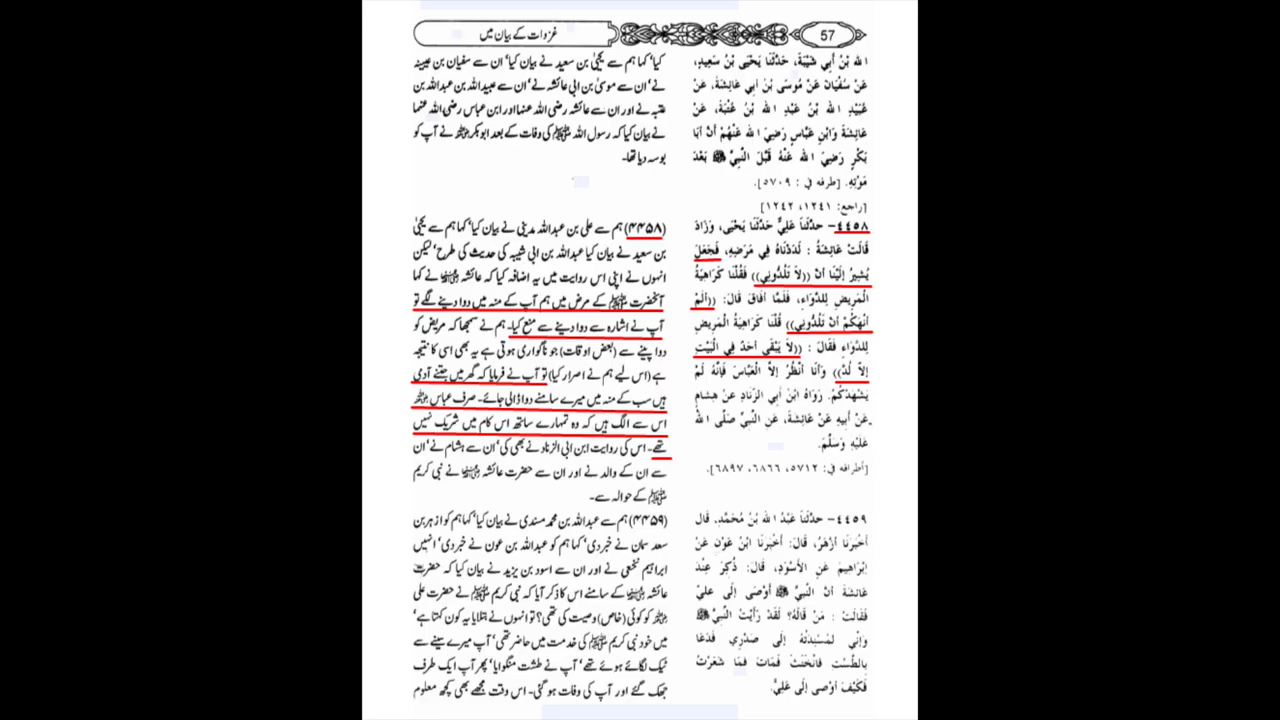 57
غزوات کے بیان میں
الله بْنُ أَبِي شَيْبَةَ، حَدَّثَنَا يَحْيَى بْنُ سَعِيدٍ،
عَنْ سُفْيَانَ عَنْ مُوسَى بْنِ أَبِي عَائِشَةَ، عَنْ
عُبَيْدِ الله بْنِ عَبْدِ الله بْنِ عُتْبَةَ، عَنْ
عَائِشَةَ وَابْنِ عَبَّاسٍ رَضِيَ الله عَنْهُمْ أَنَّ أَبَا
بَكْرٍ رَضِيَ الله عَنْهُ قَبَّلَ النَّبِيَّ ﷺ بَعْدَ
مَوْتِهِ. [طرفه في : ٥٧٠٩].
[راجع: ١٢٤١، ١٢٤٢]
٤٤٥٨– حدَّثَنَا عَلِيٌّ حَدَّثَنَا يَحْيَى، وَزَادَ
قَالَتْ عَائِشَةُ : لَدَدْنَاهُ فِي مَرَضِهِ، فَجَعَلَ
يُشِيرُ إِلَيْنَا أَنْ ((لاَ تَلُدُّونِي)) فَقُلْنَا كَرَاهِيَةُ
الْمَرِيضِ لِلدَّوَاءِ، فَلَمَّا أَفَاقَ قَالَ: ((أَلَمْ
أَنْهَكُمْ أَنْ تَلُدُّونِي)) قُلْنَا كَرَاهِيَةَ الْمَرِيضِ
لِلدَّوَاءِ فَقَالَ : ((لاَ يَبْقَى أَحَدٌ فِي الْبَيْتِ
إِلاَّ لُدَّ)) وَأَنَا أَنْظُرُ إِلاَّ الْعَبَّاسَ فَإِنَّهُ لَمْ
يَشْهَدْكُمْ. رَوَاهُ ابْنُ أَبِي الزِّنَادِ عَنْ هِشَامٍ
عَنْ أَبِيهِ عَنْ عَائِشَةَ، عَنِ النَّبِيِّ صَلَّى الله
عَلَيْهِ وَسَلَّمَ.
[أطرافه في: ٥٧١٢، ٦٨٦٦، ٦٨٩٧].
٤٤٥٩– حدَّثَنَا عَبْدُ الله بْنُ مُحَمَّدٍ، قَالَ
أَخْبَرَنَا أَزْهَرُ، قَالَ: أَخْبَرَنَا ابْنُ عَوْنٍ عَنْ
إِبْرَاهِيمَ عَنِ الأَسْوَدِ، قَالَ: ذُكِرَ عِنْدَ
عَائِشَةَ أَنَّ النَّبِيَّ ﷺ أَوْصَى إِلَى عَلِيٍّ
فَقَالَتْ : مَنْ قَالَهُ؟ لَقَدْ رَأَيْتُ النَّبِيَّ ﷺ
وَإِنِّي لَمُسْنِدَتُهُ إِلَى صَدْرِي فَدَعَا
بِالطَّسْتِ فَانْخَنَثَ فَمَاتَ فَمَا شَعَرْتُ
فَكَيْفَ أَوْصَى إِلَى عَلِيٍّ.
کیا' کہا ہم سے یحییٰ بن سعید نے بیان کیا' ان سے سفیان بن عیینہ
نے' ان سے موسیٰ بن ابی عائشہ نے' ان سے عبیداللہ بن عبداللہ بن
عتبہ نے اور ان سے عائشہ رضی اللہ عنہا اور ابن عباس رضی اللہ عنہما
نے بیان کیا کہ رسول اللہ ﷺ کی وفات کے بعد ابوبکر رضی اللہ عنہ نے آپ کو
بوسہ دیا تھا۔
(۴۴۵۸) ہم سے علی بن عبداللہ مدینی نے بیان کیا' کہا ہم سے یحییٰ
بن سعید نے بیان کیا عبداللہ بن ابی شیبہ کی حدیث کی طرح' لیکن
انہوں نے اپنی اس روایت میں یہ اضافہ کیا کہ عائشہ رضی اللہ عنہا نے کہا
آنحضرت ﷺ کے مرض میں ہم آپ کے منہ میں دوا دینے لگے تو
آپ نے اشارہ سے دوا دینے سے منع کیا۔ ہم نے سمجھا کہ مریض کو
دوا پینے سے (بعض اوقات) جو ناگواری ہوتی ہے یہ بھی اسی کا نتیجہ
ہے (اس لیے ہم نے اصرار کیا) تو آپ نے فرمایا کہ گھر میں جتنے آدمی
ہیں سب کے منہ میں میرے سامنے دوا ڈالی جائے۔ صرف عباس رضی اللہ عنہ
اس سے الگ ہیں کہ وہ تمہارے ساتھ اس کام میں شریک نہیں
تھے۔ اس کی روایت ابن ابی الزناد نے بھی کی' ان سے ہشام نے' ان
سے ان کے والد نے اور ان سے حضرت عائشہ رضی اللہ عنہا نے نبی کریم
ﷺ کے حوالہ سے۔
(۴۴۵۹) ہم سے عبداللہ بن محمد مسندی نے بیان کیا' کہا ہم کو ازہر بن
سعد سمان نے خبر دی' کہا ہم کو عبداللہ بن عون نے خبر دی' انہیں
ابراہیم نخعی نے اور ان سے اسود بن یزید نے بیان کیا کہ حضرت
عائشہ رضی اللہ عنہا کے سامنے اس کا ذکر آیا کہ نبی کریم ﷺ نے حضرت علی
رضی اللہ عنہ کو کوئی (خاص) وصیت کی تھی؟ تو انہوں نے بتلایا یہ کون کہتا ہے'
میں خود نبی کریم ﷺ کی خدمت میں حاضر تھی' آپ میرے سینے سے
ٹیک لگائے ہوئے تھے' آپ نے طشت منگوایا' پھر آپ ایک طرف
جھک گئے اور آپ کی وفات ہو گئی۔ اس وقت مجھے بھی کچھ معلوم